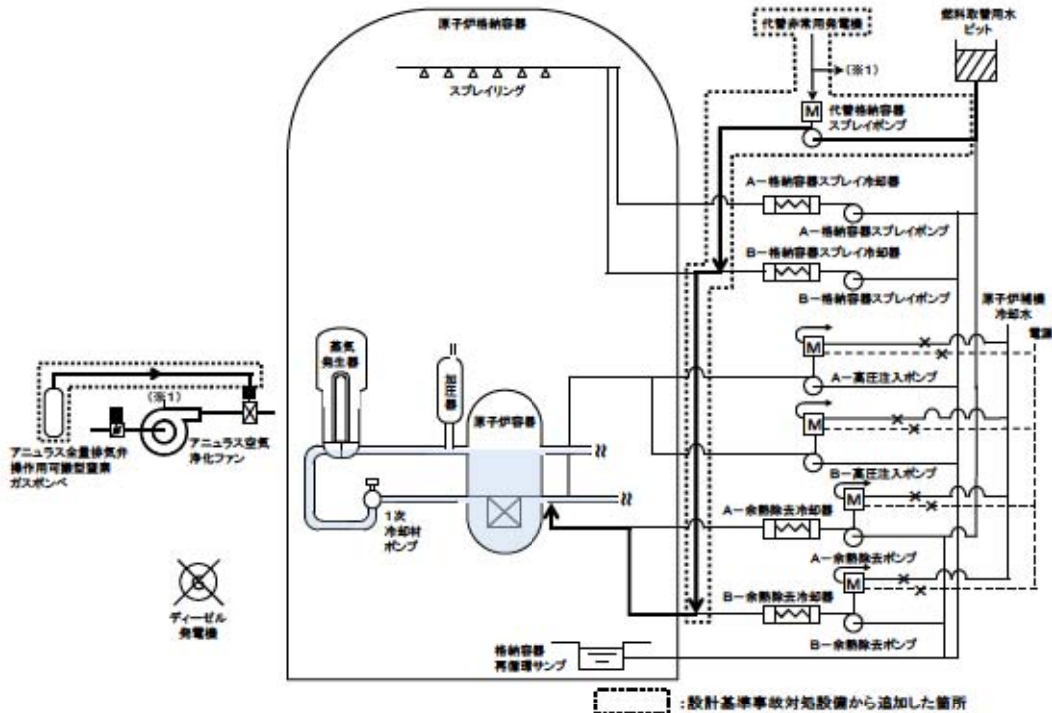 原子炉格納容器
代替非常用発電機
燃料取替用水
ピット
(※1)
スプレイリング
M
代替格納容器
スプレイポンプ
A-格納容器スプレイ冷却器
A-格納容器スプレイポンプ
B-格納容器スプレイ冷却器
B-格納容器スプレイポンプ
原子炉補機
冷却水
電源
蒸気
発生器
加圧器
M
A-高圧注入ポンプ
原子炉容器
(※1)
M
アニュラス全量排気弁
操作用可搬型窒素
ガスボンベ
アニュラス空気
浄化ファン
B-高圧注入ポンプ
A-余熱除去冷却器
M
1次
冷却材
ポンプ
A-余熱除去ポンプ
ディーゼル
発電機
B-余熱除去冷却器
M
B-余熱除去ポンプ
格納容器
再循環サンプ
:設計基準事故対処設備から追加した箇所